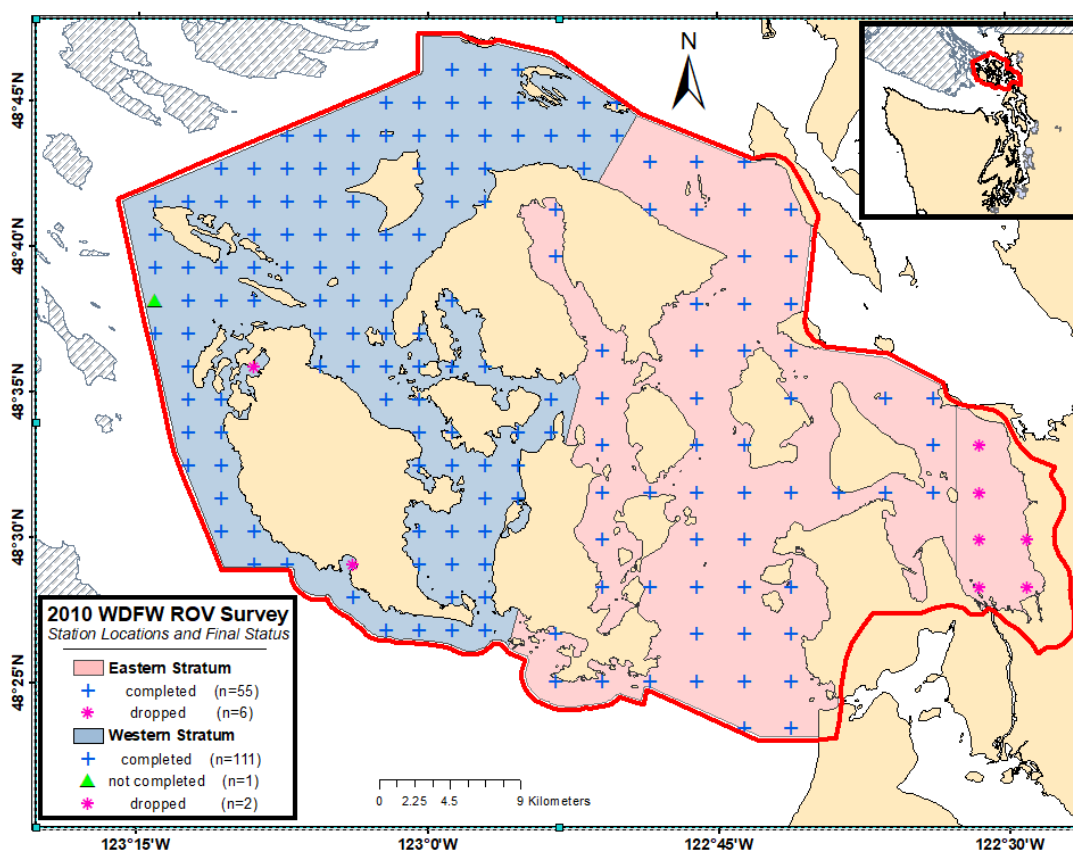 N
48°45'N
48°40'N
48°35'N
48°30'N
48°25'N
2010 WDFW ROV Survey
Station Locations and Final Status
Eastern Stratum
completed (n=55)
dropped (n=6)
Western Stratum
completed (n=111)
not completed (n=1)
dropped (n=2)
0 2.25 4.5 9 Kilometers
123°15'W 123°0'W 122°45'W 122°30'W